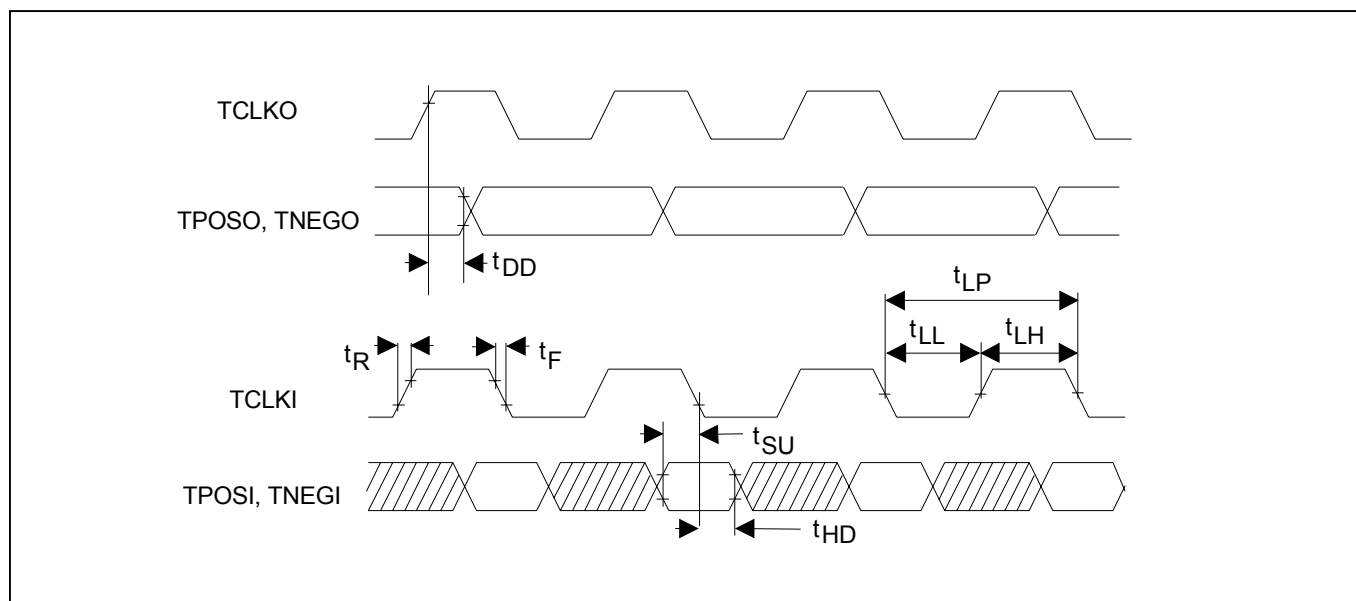 TCLKO
TPOSO, TNEGO
tDD
tLP
tLL tLH
tR tF
TCLKI
tSU
TPOSI, TNEGI
tHD